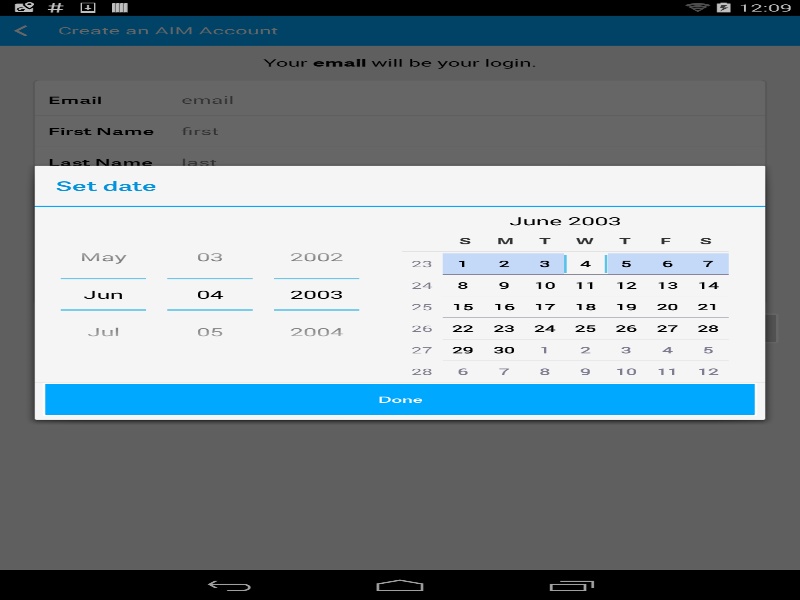 12:09
Create an AIM Account
Your email will be your login.
Email email
First Name first
Last Name last
Set date
May 03 2002
Jun 04 2003
Jul 05 2004
June 2003
S M T W T F S
23 1 2 3 4 5 6 7
24 8 9 10 11 12 13 14
25 15 16 17 18 19 20 21
26 22 23 24 25 26 27 28
27 29 30 1 2 3 4 5
28 6 7 8 9 10 11 12
Done